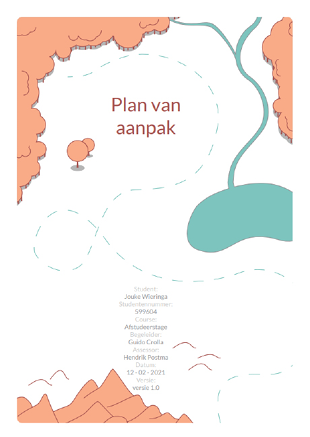 Plan van
aanpak
Student:
Jouke Wieringa
Studentennummer:
599604
Course:
Afstudeerstage
Begeleider:
Guido Crolla
Assessor:
Hendrik Postma
Datum:
12 - 02 - 2021
Versie:
versie 1.0